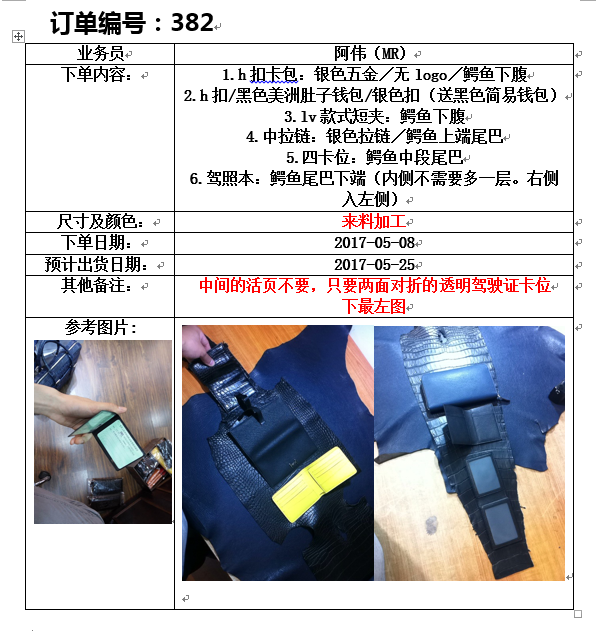 订单编号：382
业务员
阿伟（MR）
下单内容：
1.h 扣卡包：银色五金／无 logo／鳄鱼下腹
2.h 扣/黑色美洲肚子钱包/银色扣（送黑色简易钱包）
3.lv 款式短夹：鳄鱼下腹
4.中拉链：银色拉链／鳄鱼上端尾巴
5.四卡位：鳄鱼中段尾巴
6.驾照本：鳄鱼尾巴下端（内侧不需要多一层。右侧
入左侧）
尺寸及颜色：
来料加工
下单日期：
2017-05-08
预计出货日期：
2017-05-25
其他备注：
中间的活页不要，只要两面对折的透明驾驶证卡位
下最左图
参考图片：